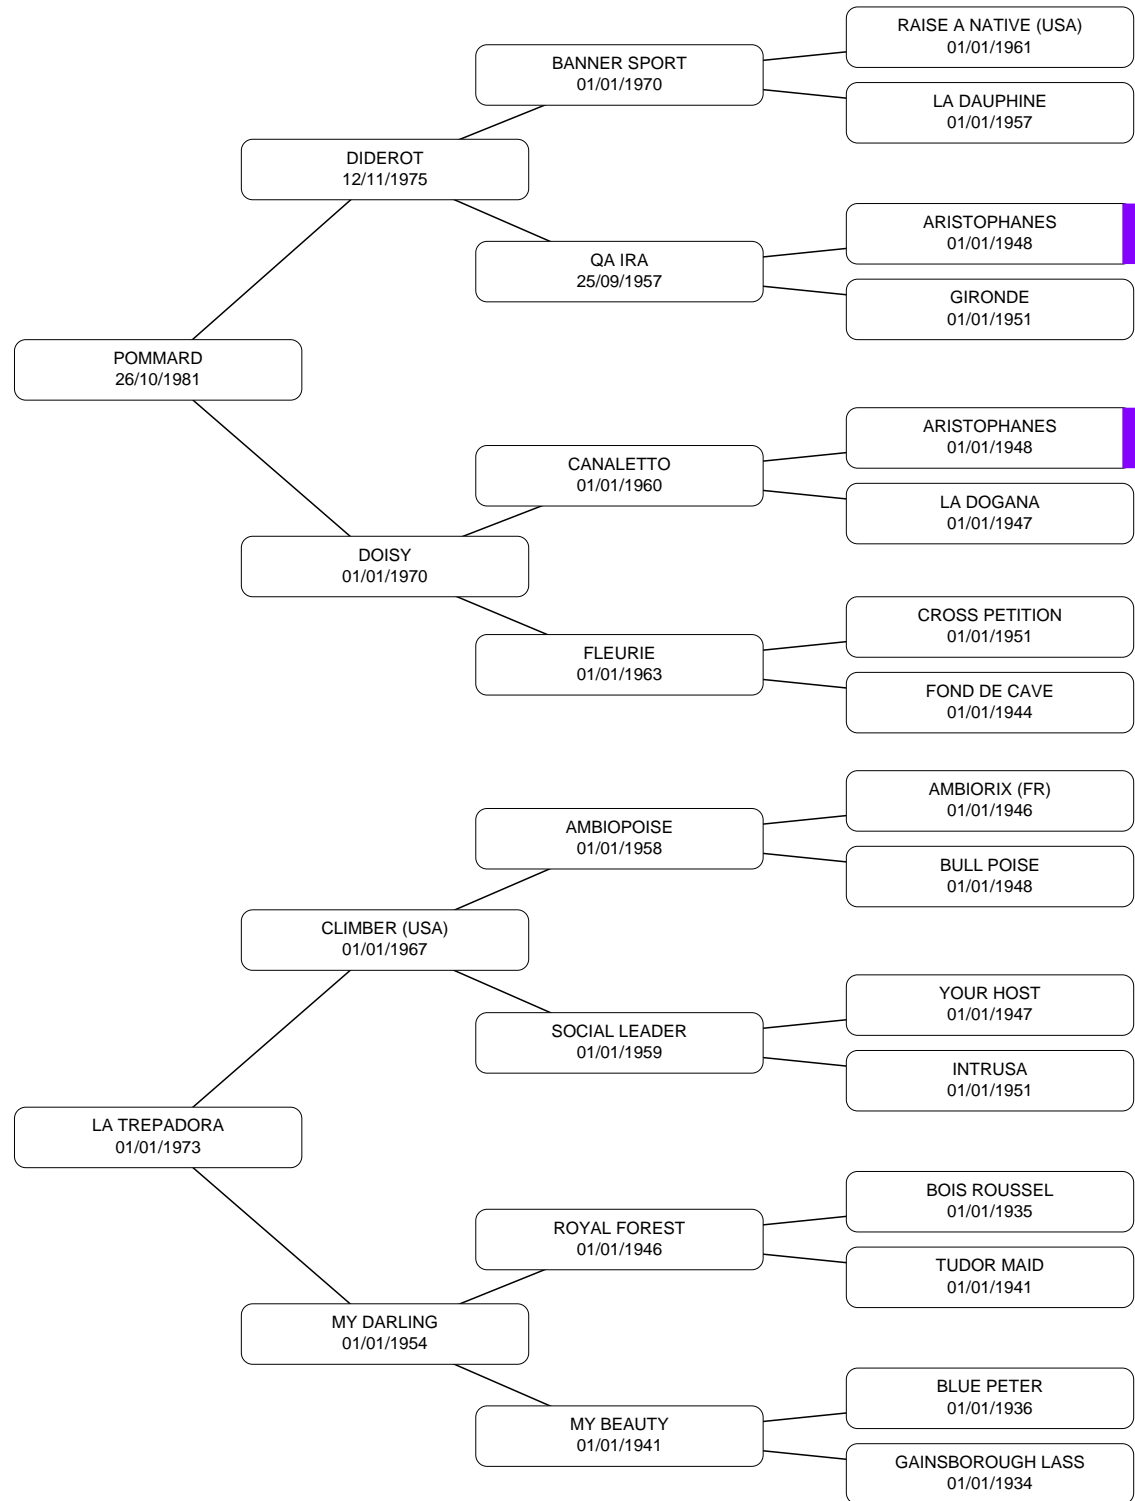 RAISE A NATIVE (USA)
01/01/1961
BANNER SPORT
01/01/1970
LA DAUPHINE
01/01/1957
DIDEROT
12/11/1975
ARISTOPHANES
01/01/1948
QA IRA
25/09/1957
GIRONDE
01/01/1951
POMMARD
26/10/1981
ARISTOPHANES
01/01/1948
CANALETTO
01/01/1960
LA DOGANA
01/01/1947
DOISY
01/01/1970
CROSS PETITION
01/01/1951
FLEURIE
01/01/1963
FOND DE CAVE
01/01/1944
AMBIORIX (FR)
01/01/1946
AMBIOPOISE
01/01/1958
BULL POISE
01/01/1948
CLIMBER (USA)
01/01/1967
YOUR HOST
01/01/1947
SOCIAL LEADER
01/01/1959
INTRUSA
01/01/1951
LA TREPADORA
01/01/1973
BOIS ROUSSEL
01/01/1935
ROYAL FOREST
01/01/1946
TUDOR MAID
01/01/1941
MY DARLING
01/01/1954
BLUE PETER
01/01/1936
MY BEAUTY
01/01/1941
GAINSBOROUGH LASS
01/01/1934